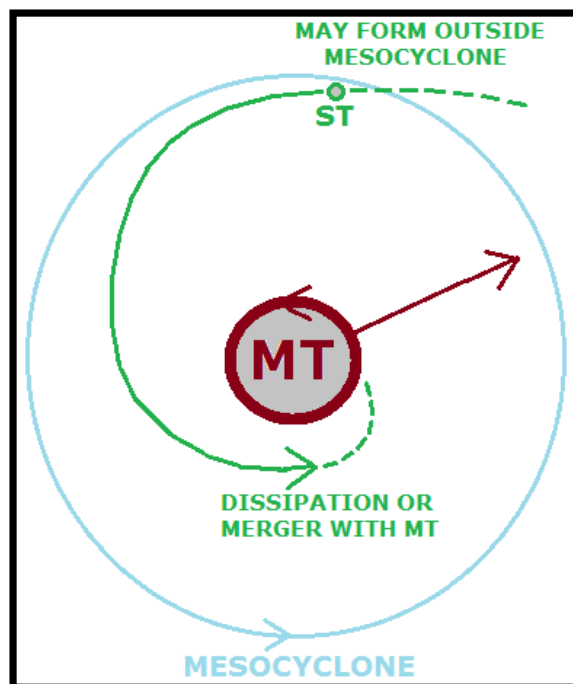 MAY FORM OUTSIDE
MESOCYCLONE
ST
MT
DISSIPATION OR
MERGER WITH MT
MESOCYCLONE